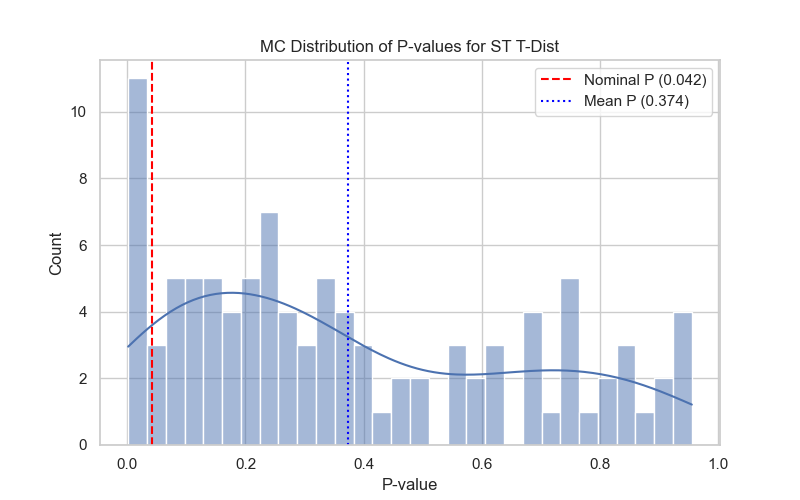 MC Distribution of P-values for ST T-Dist
Nominal P (0.042)
Mean P (0.374)
Count
10
8
6
4
2
0
0.0 0.2 0.4 0.6 0.8 1.0
P-value